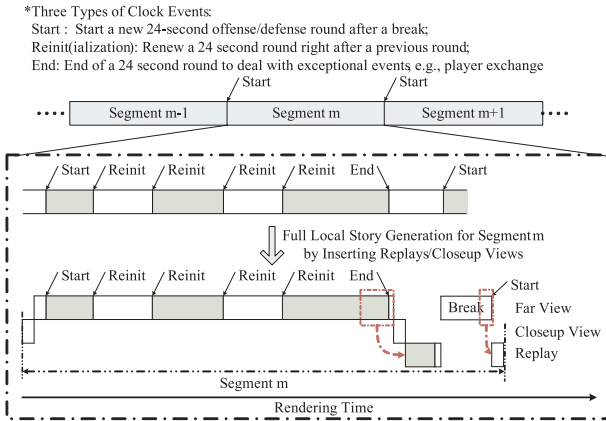 *Three Types of Clock Events:
Start : Start a new 24-second offense/defense round after a break;
Reinit(ialization): Renew a 24 second round right after a previous round;
End: End of a 24 second round to deal with exceptional events e.g., player exchange
Start Start
Segment m-1 Segment m Segment m+1
Start Reinit Reinit Reinit End Start
Full Local Story Generation for Segment m
by Inserting Replays/Closeup Views
Start Reinit Reinit Reinit End Start
Break Far View
Closeup View
Replay
Segment m
Rendering Time